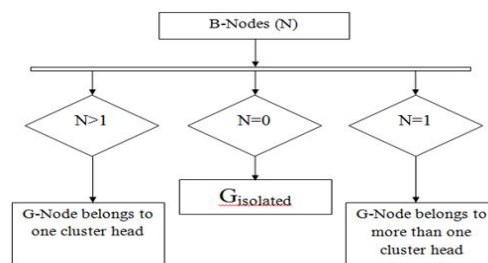 B-Nodes (N)
N>1
N=0
N=1
Gisolated
G-Node belongs to
one cluster head
G-Node belongs to
more than one
cluster head